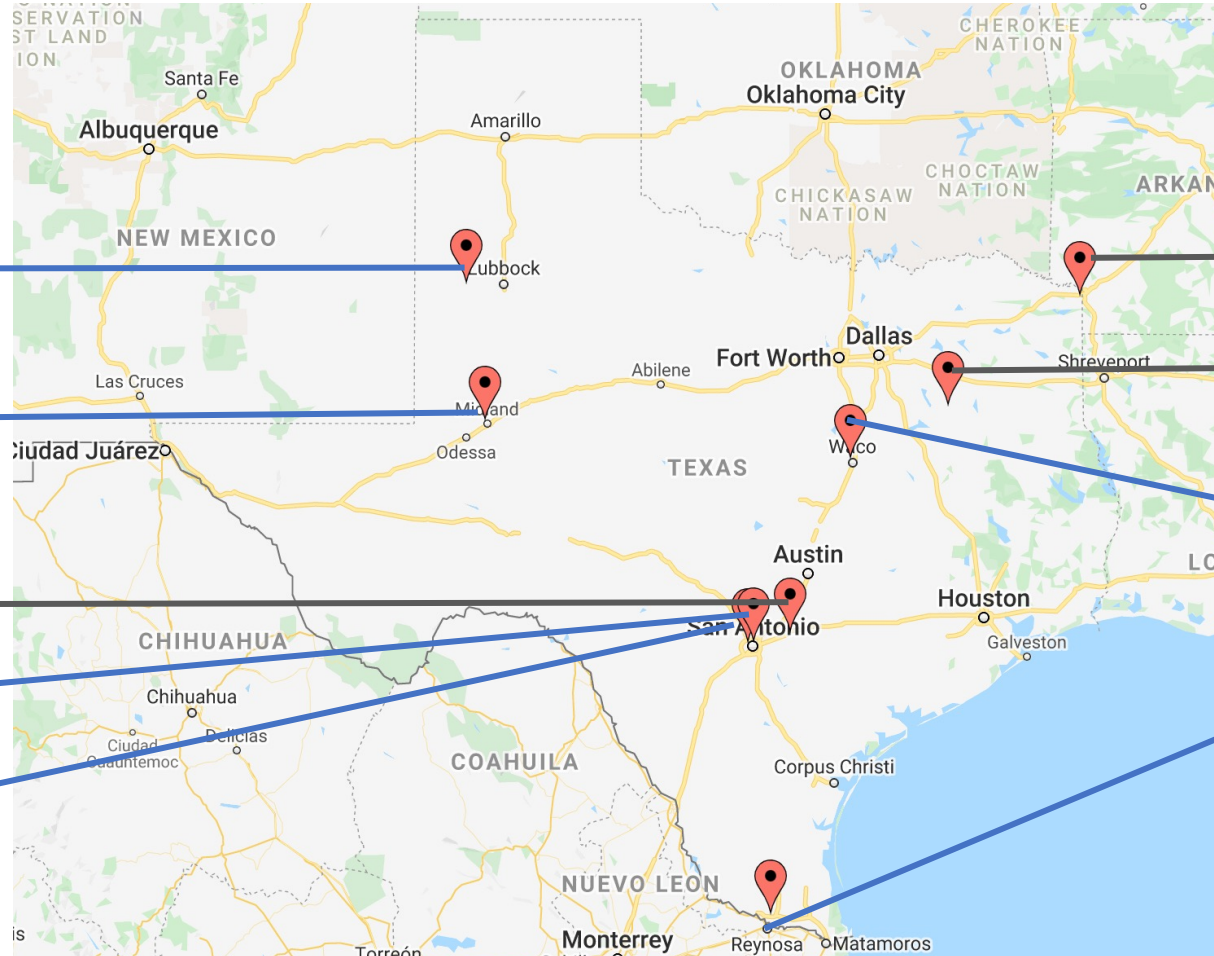 SERVATION
ST LAND
ION
CHEROKEE
NATION
Santa Fe
OKLAHOMA
Oklahoma City
Albuquerque
Amarillo
CHOCTAW
NATION
ARKAN
CHICKASAW
NATION
NEW MEXICO
Lubbock
Dallas
Fort Worth
Shreveport
Abilene
Las Cruces
Midland
Ciudad Juárez
Odessa
Waco
TEXAS
Austin
LO
Houston
San Antonio
CHIHUAHUA
Galveston
Chihuahua
Ciudad
Cuauhtemoc
Delicias
COAHUILA
Corpus Christi
NUEVO LEON
is
Monterrey
Reynosa
Matamoros
Torreón